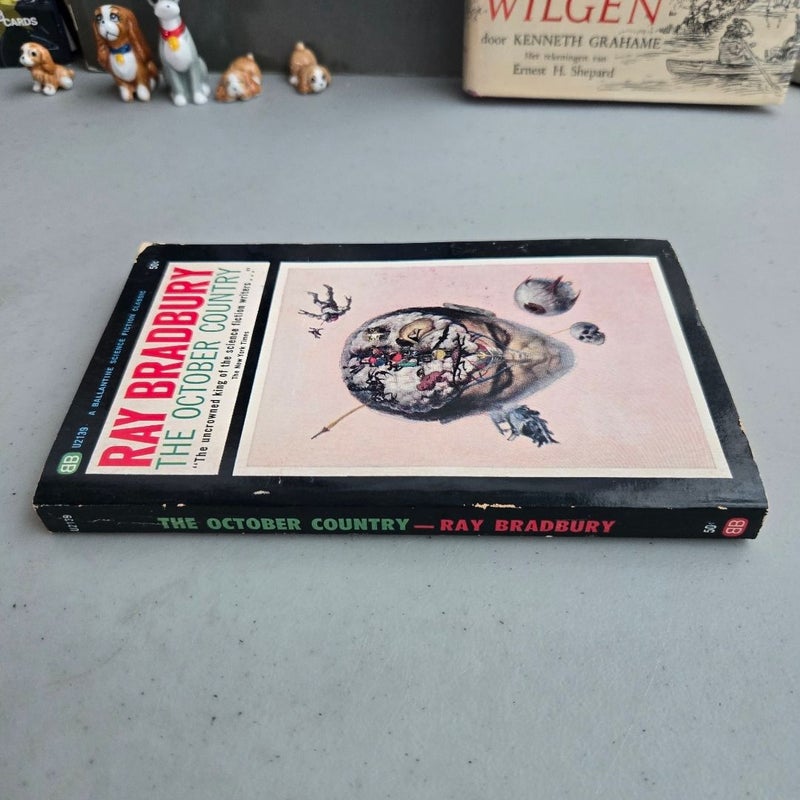 CARDS
WILGEN
door KENNETH GRAHAME
Met tekeningen van
Ernest H. Shepard
BB U2139 A BALLANTINE SCIENCE FICTION CLASSIC 50¢
RAY BRADBURY
THE OCTOBER COUNTRY
"The uncrowned king of the science fiction writers..."
The New York Times
U2139 THE OCTOBER COUNTRY — RAY BRADBURY 50¢ BB